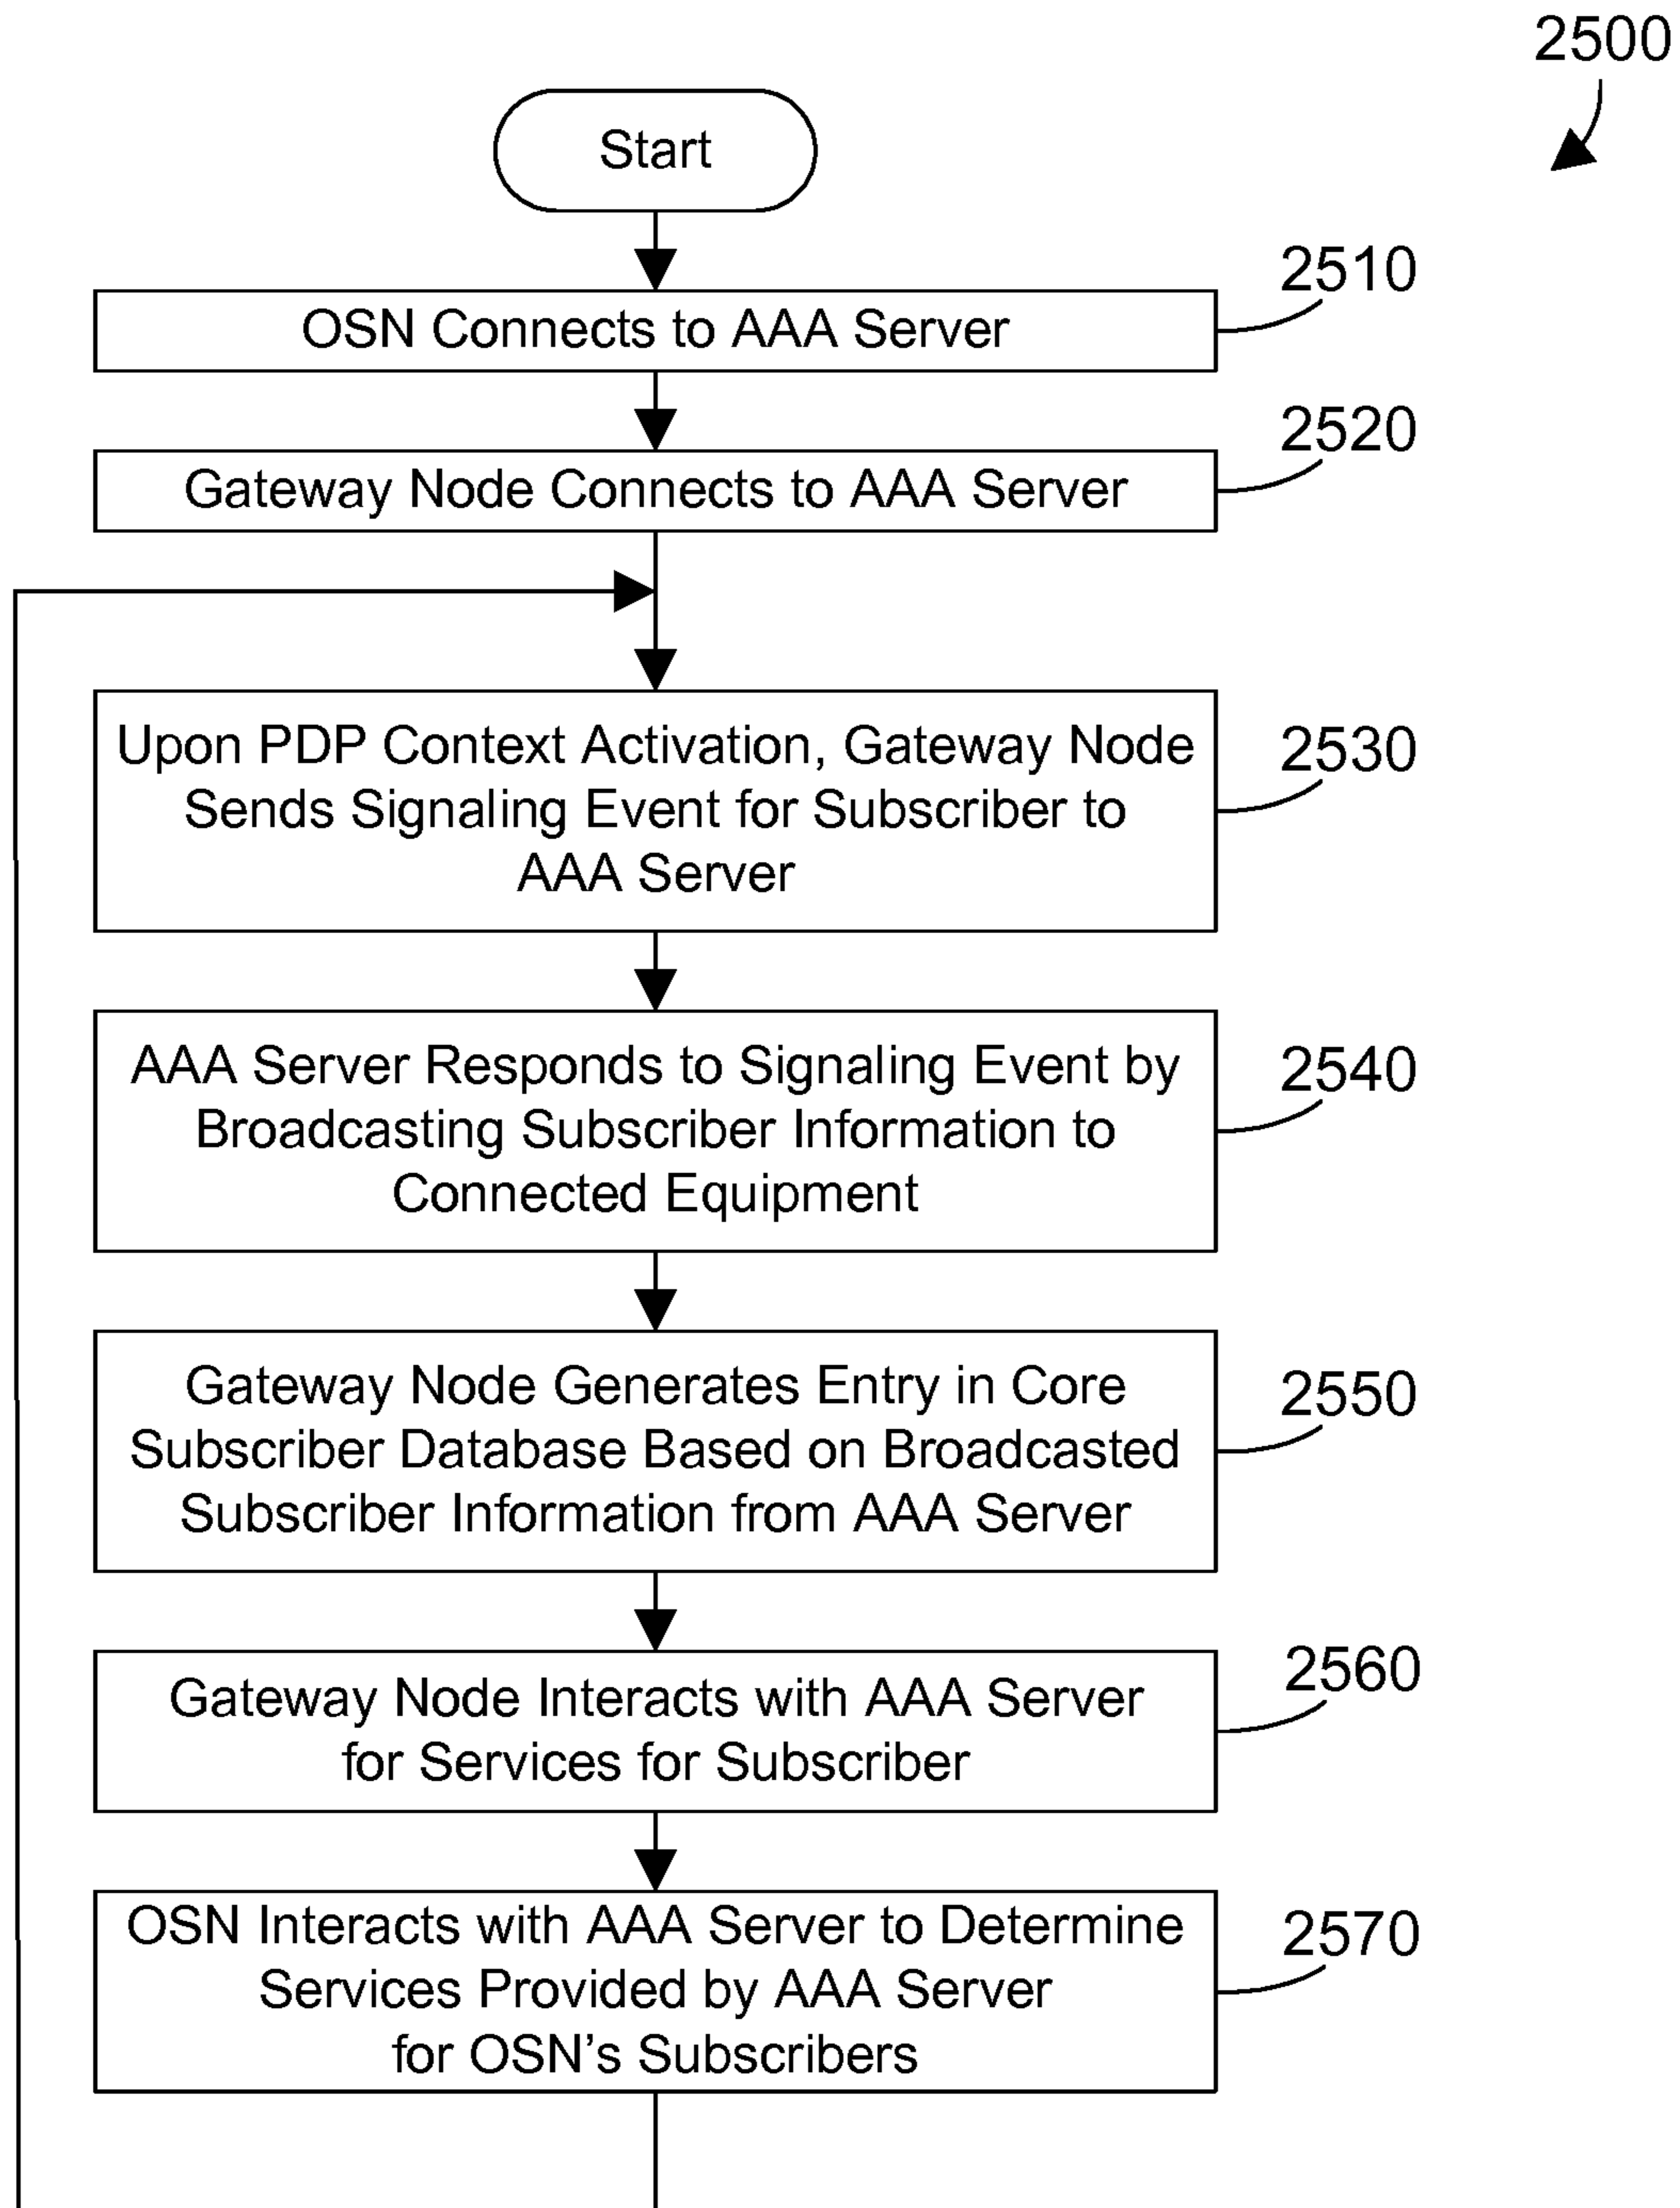 2500
Start
OSN Connects to AAA Server
2510
Gateway Node Connects to AAA Server
2520
Upon PDP Context Activation, Gateway Node
Sends Signaling Event for Subscriber to
AAA Server
2530
AAA Server Responds to Signaling Event by
Broadcasting Subscriber Information to
Connected Equipment
2540
Gateway Node Generates Entry in Core
Subscriber Database Based on Broadcasted
Subscriber Information from AAA Server
2550
Gateway Node Interacts with AAA Server
for Services for Subscriber
2560
OSN Interacts with AAA Server to Determine
Services Provided by AAA Server
for OSN's Subscribers
2570